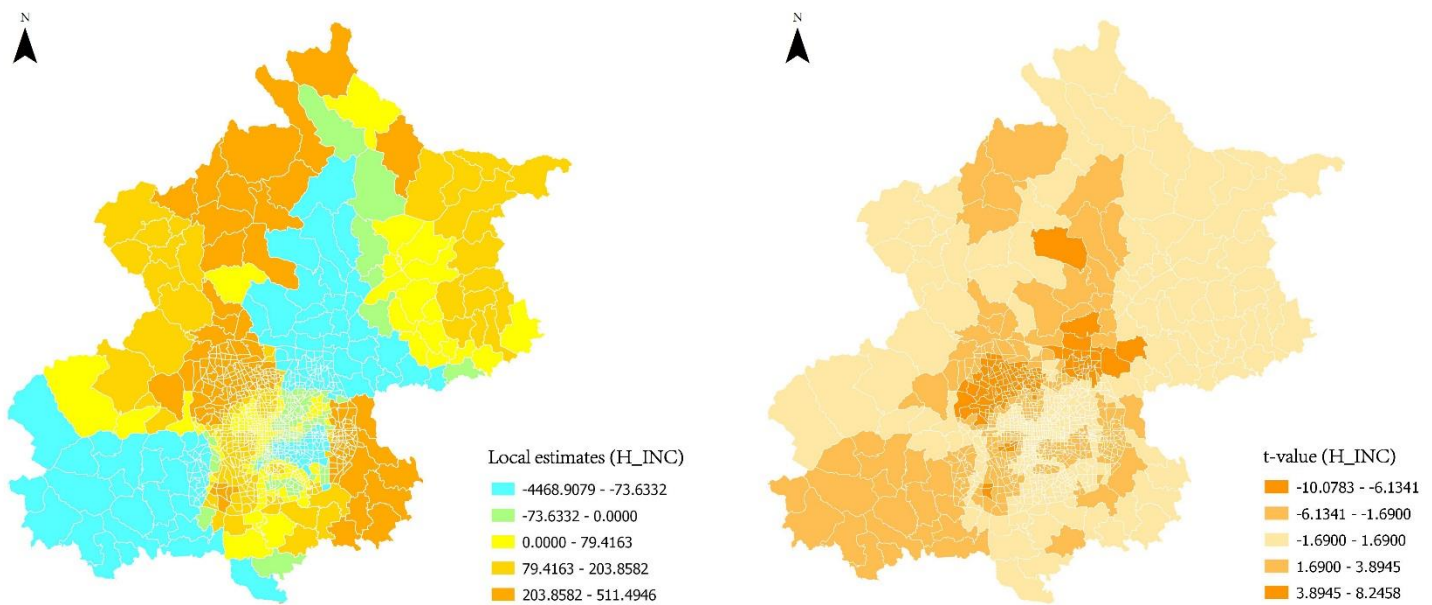 N
Local estimates (H_INC)
-4468.9079 - -73.6332
-73.6332 - 0.0000
0.0000 - 79.4163
79.4163 - 203.8582
203.8582 - 511.4946
N
t-value (H_INC)
-10.0783 - -6.1341
-6.1341 - -1.6900
-1.6900 - 1.6900
1.6900 - 3.8945
3.8945 - 8.2458